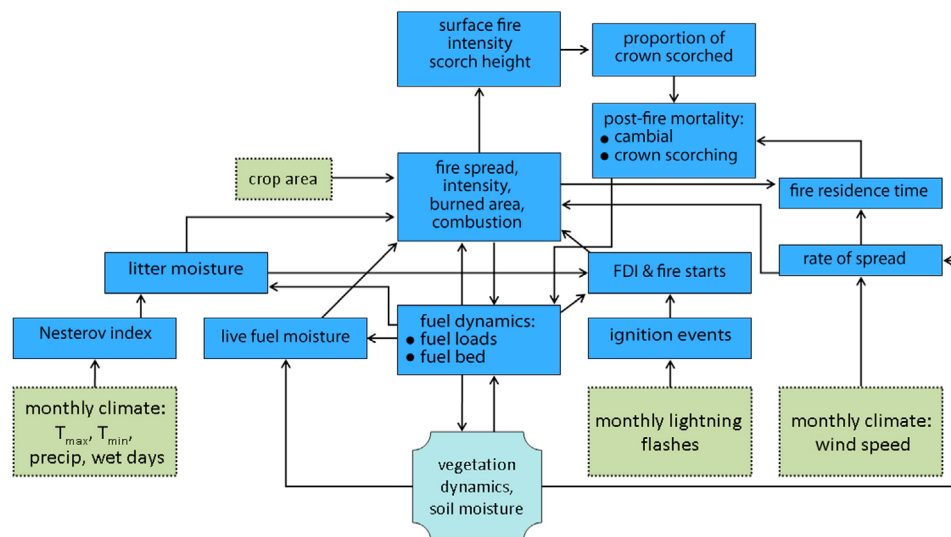 surface fire
intensity
scorch height
proportion of
crown scorched
post-fire mortality:
● cambial
● crown scorching
crop area
fire spread,
intensity,
burned area,
combustion
fire residence time
litter moisture
FDI & fire starts
rate of spread
Nesterov index
live fuel moisture
fuel dynamics:
● fuel loads
● fuel bed
ignition events
monthly climate:
Tmax, Tmin,
precip, wet days
monthly lightning
flashes
monthly climate:
wind speed
vegetation
dynamics,
soil moisture